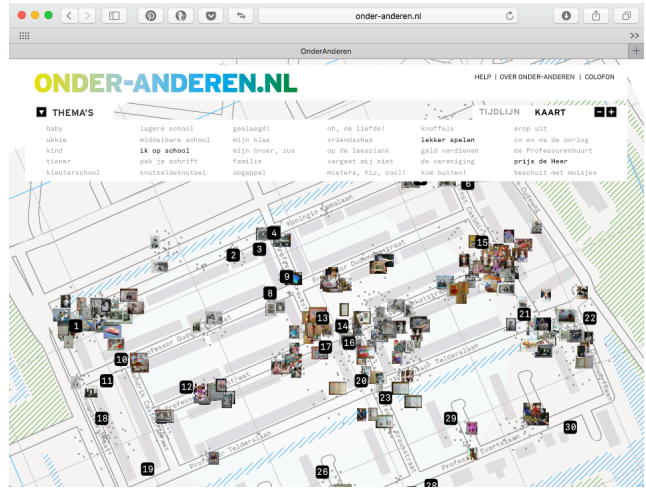 onder-anderen.nl
>>
OnderAnderen
+
ONDER-ANDEREN.NL
HELP | OVER ONDER-ANDEREN | COLOFON
THEMA'S
TIJDLIJN KAART
baby lagere school geslaagd! oh, de liefde! knuffels erop uit
ukkie middelbare school mijn klas vriendschap lekker spelen in en na de oorlog
kind ik op school mijn broer, zus op de leesplank geld verdienen de Professorenbuurt
tiener pak je schrift familie vergeet mij niet de vereniging prijs de Heer
kleuterschool knutseldeknutsel oogappel mieters, hip, cool! kom buiten! beschuit met muisjes
6
Koningin Emmalaan
4
3
2
15
9
8
13
14
1
21
22
17
16
10
11
12
20
23
18
29
30
Professor Telderslaan
19
26
28